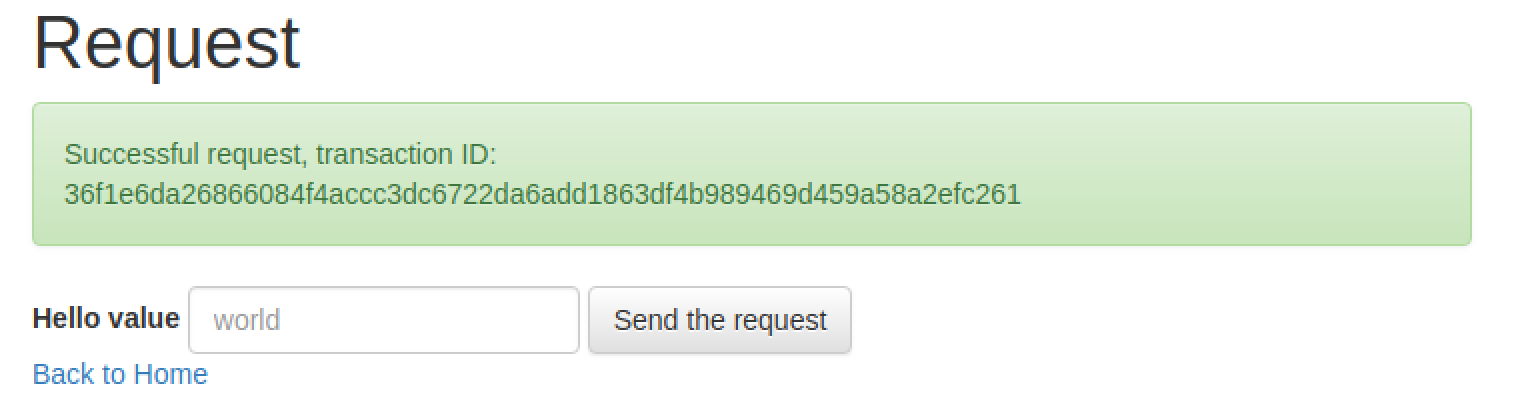 Request
Successful request, transaction ID:
36f1e6da26866084f4accc3dc6722da6add1863df4b989469d459a58a2efc261
Hello value world Send the request
Back to Home